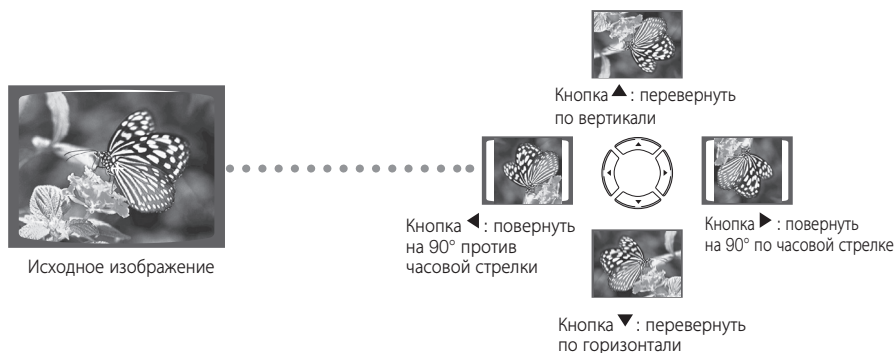 Кнопка ▲ : перевернуть
по вертикали
Кнопка ◀ : повернуть
на 90° против
часовой стрелки
Кнопка ▶ : повернуть
на 90° по часовой стрелке
Исходное изображение
Кнопка ▼ : перевернуть
по горизонтали